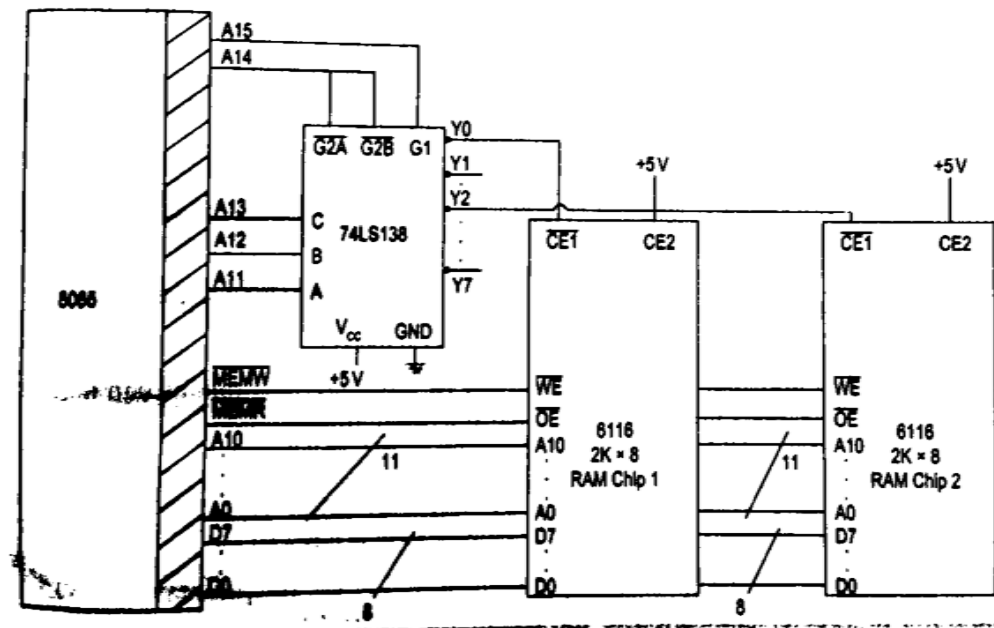 A15
A14
G2A G2B G1
Y0
Y1
Y2
Y7
A13
A12
A11
C
B
A
74LS138
VCC
GND
+5V
8085
MEMW
MEMR
A10
A0
D7
D0
11
8
+5V
CE1 CE2
WE
OE
A10
A0
D7
D0
6116
2K × 8
RAM Chip 1
11
8
+5V
CE1 CE2
WE
OE
A10
A0
D7
D0
6116
2K × 8
RAM Chip 2